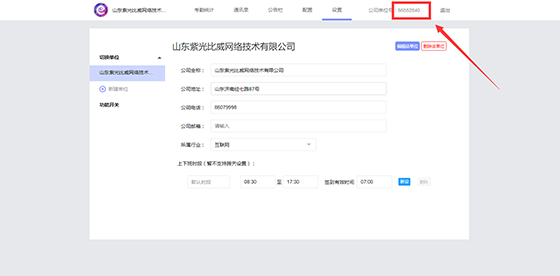 山东紫光比威网络技术... 考勤统计 通讯录 公告栏 配置 设置 公司单位号 86052840 退出
切换单位
山东紫光比威网络技术...
新建单位
功能开关
山东紫光比威网络技术有限公司
编辑该单位 删除该单位
公司全称： 山东紫光比威网络技术有限公司
公司地址： 山东济南经七路87号
公司电话： 86079998
公司邮箱： 请输入
所属行业： 互联网
上下班时段（暂不支持跨天设置）：
默认时段 08:30 至 17:30 签到有效时间 07:00 新设 删除